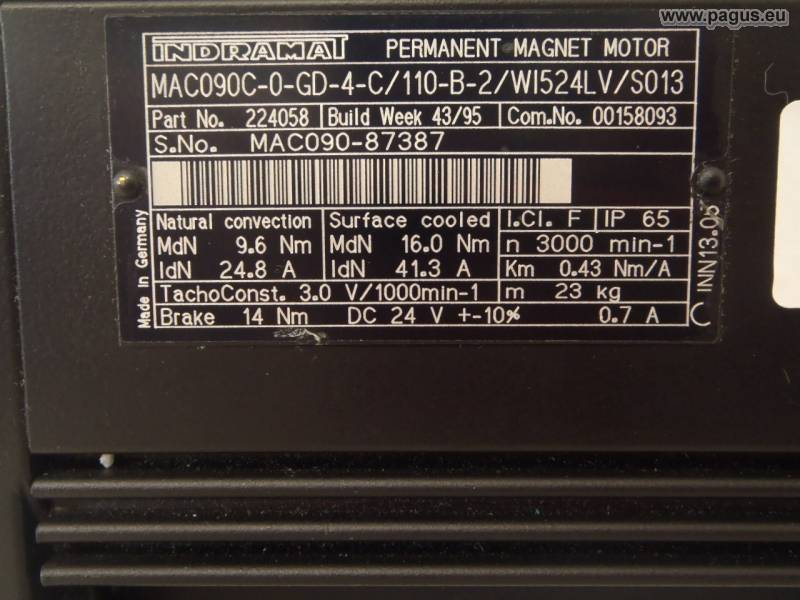 www.pagus.eu
INDRAMAT PERMANENT MAGNET MOTOR
MAC090C-0-GD-4-C/110-B-2/WI524LV/S013
Part No. 224058 Build Week 43/95 Com.No. 00158093
S.No. MAC090-87387
Natural convection Surface cooled I.Cl. F IP 65
MdN 9.6 Nm MdN 16.0 Nm n 3000 min-1
IdN 24.8 A IdN 41.3 A Km 0.43 Nm/A
TachoConst. 3.0 V/1000min-1 m 23 kg
Brake 14 Nm DC 24 V +-10% 0.7 A
Made in Germany
C INN13.06